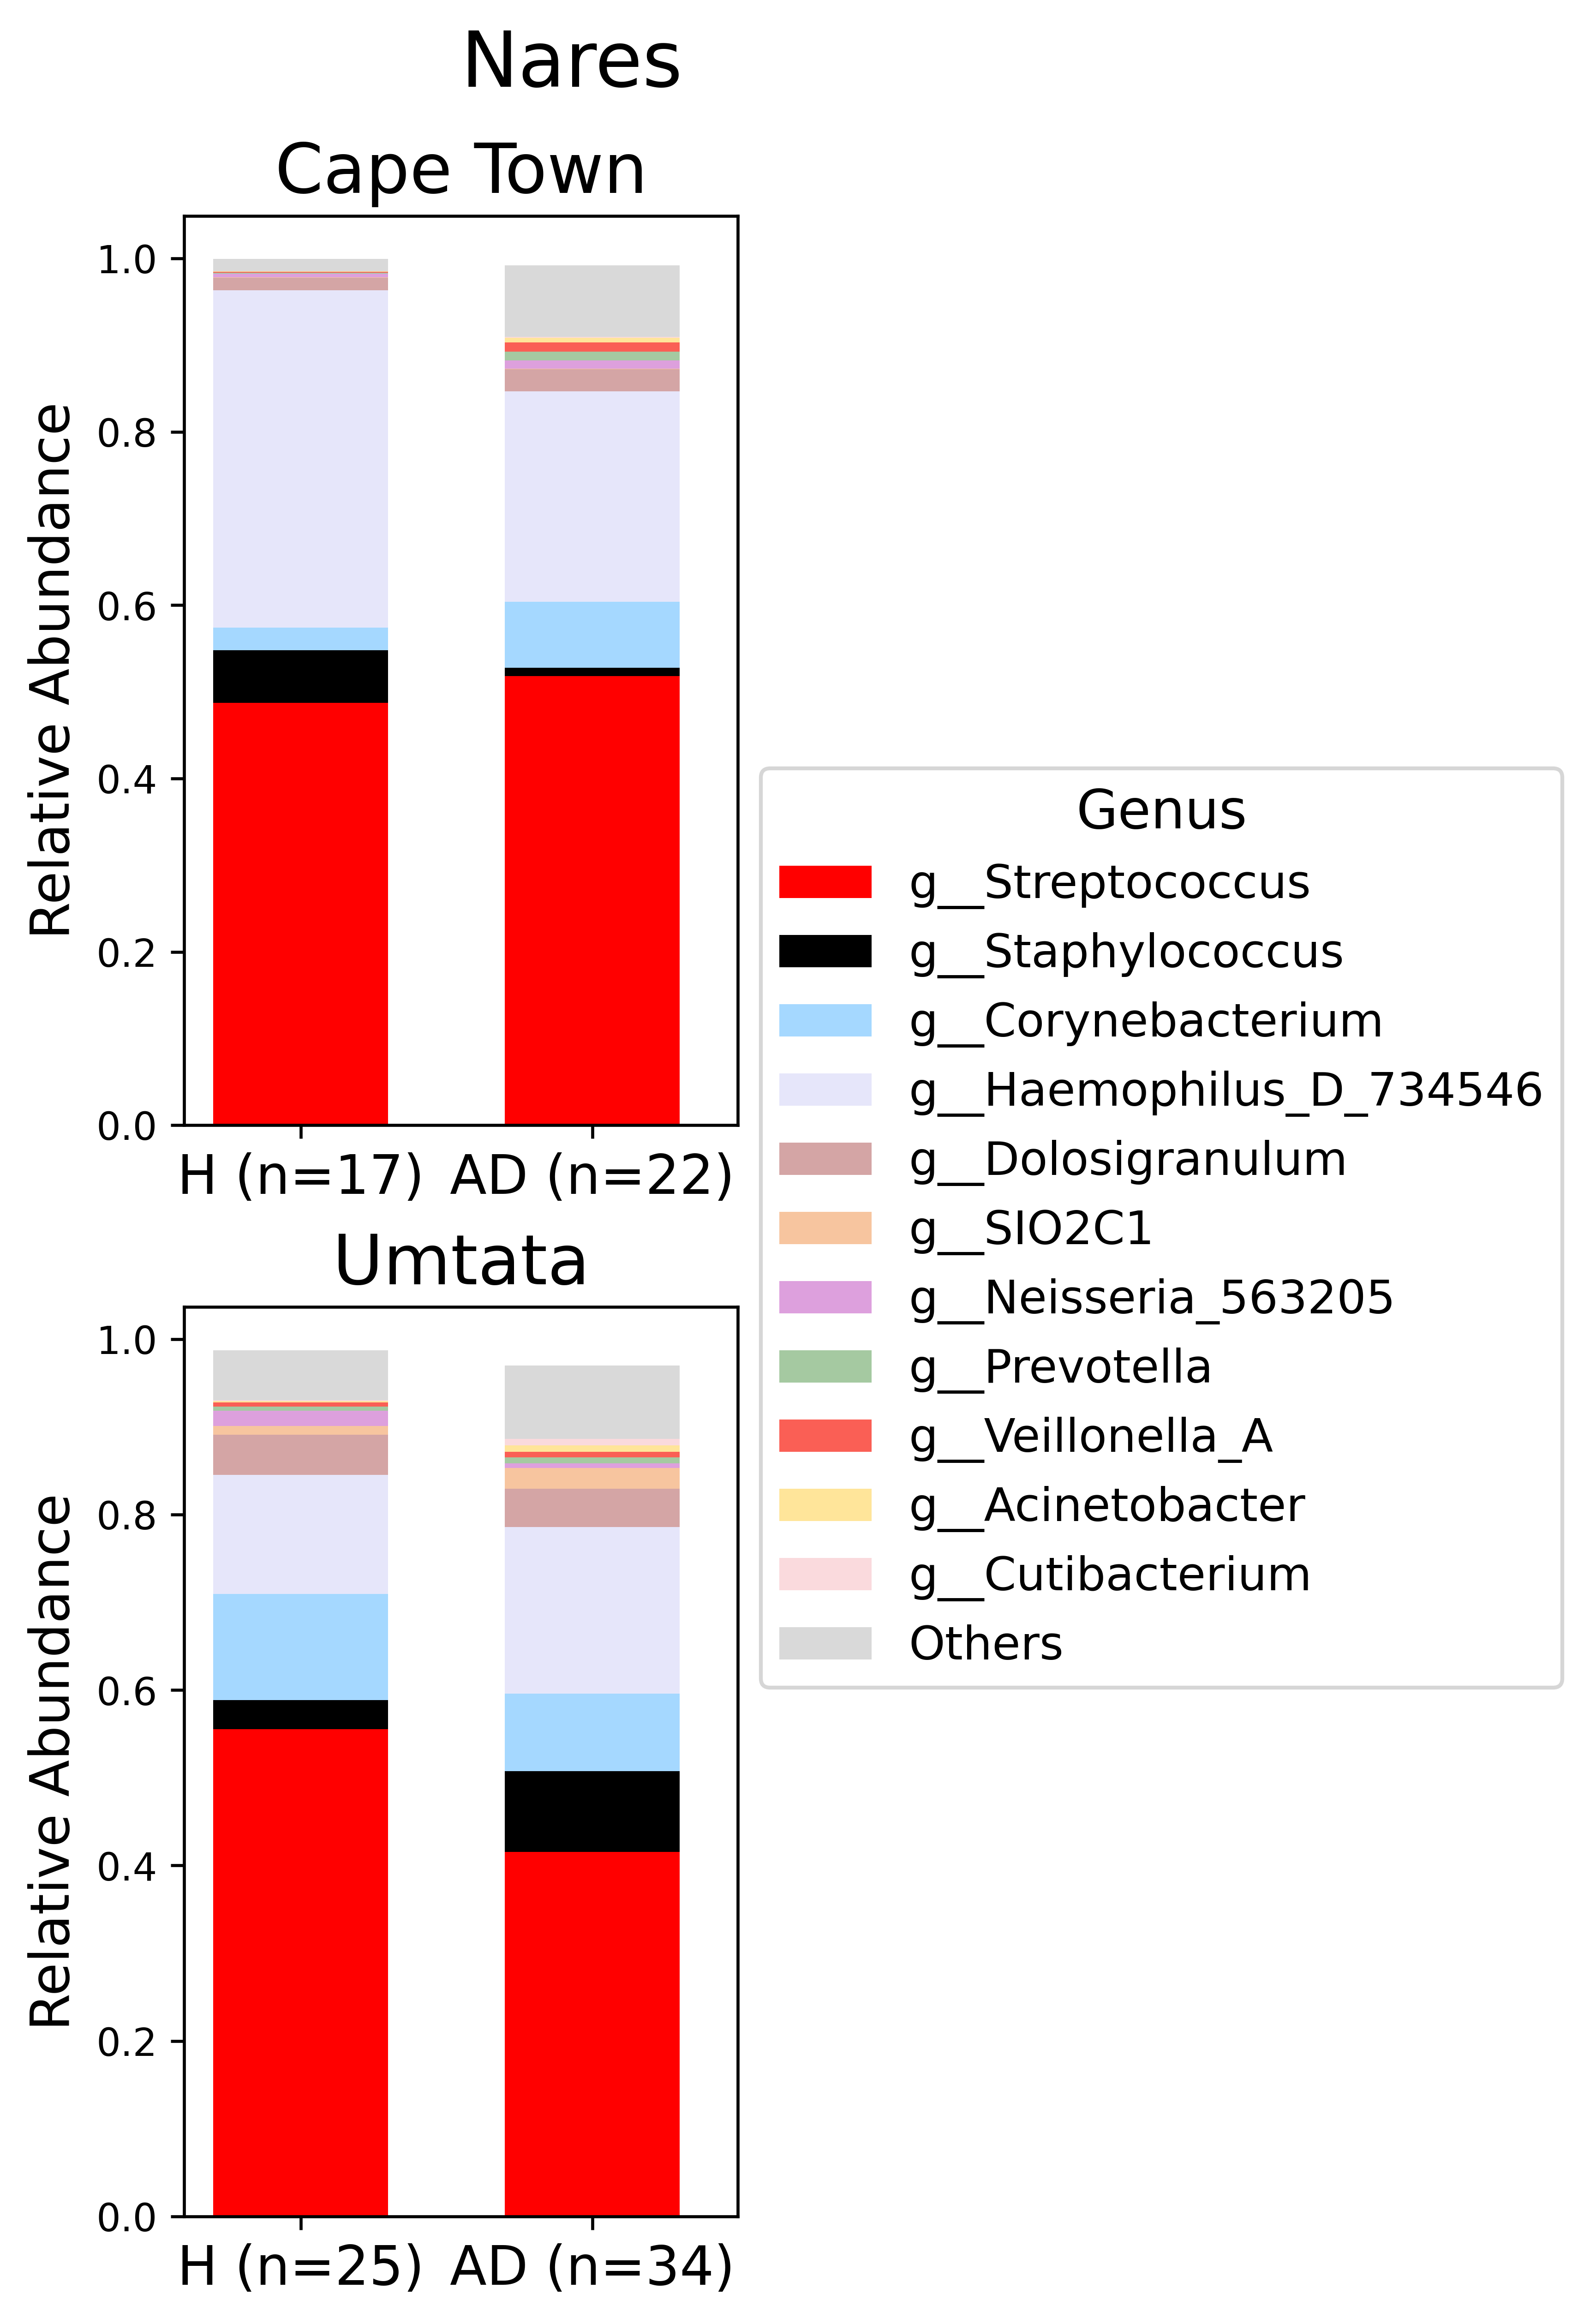 Nares
Cape Town
Relative Abundance
1.0
0.8
0.6
0.4
0.2
0.0
H (n=17)
AD (n=22)
Umtata
Relative Abundance
1.0
0.8
0.6
0.4
0.2
0.0
H (n=25)
AD (n=34)
Genus
g__Streptococcus
g__Staphylococcus
g__Corynebacterium
g__Haemophilus_D_734546
g__Dolosigranulum
g__SIO2C1
g__Neisseria_563205
g__Prevotella
g__Veillonella_A
g__Acinetobacter
g__Cutibacterium
Others